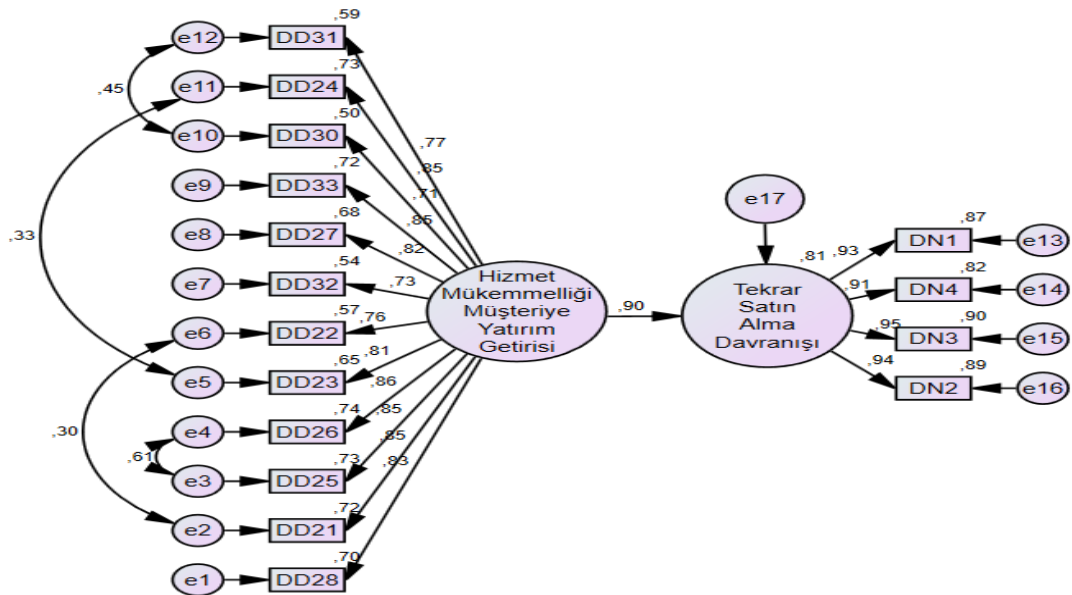 ,59
e12
DD31
,73
e11
DD24
,45
,50
e10
DD30
,77
,72
,85
e9
DD33
,71
,87
e17
DN1
e13
,68
,85
,33
e8
DD27
,82
,81
,93
,82
,54
Hizmet
Mükemmelliği
Müşteriye
Yatırım
Getirisi
Tekrar
Satın
Alma
Davranışı
,91
DN4
e14
e7
DD32
,73
,90
,57
,76
,90
e6
DD22
,95
DN3
e15
,65
,81
,94
,89
e5
DD23
,86
DN2
e16
,74
,85
,30
e4
DD26
,85
,61
,73
,83
e3
DD25
,72
e2
DD21
,70
e1
DD28